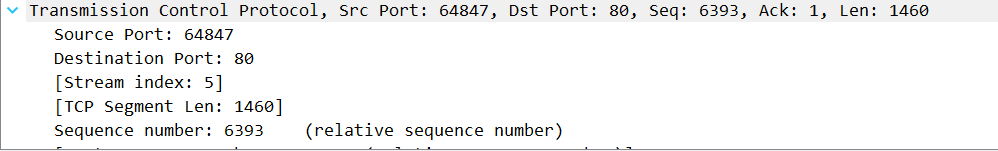 Transmission Control Protocol, Src Port: 64847, Dst Port: 80, Seq: 6393, Ack: 1, Len: 1460
Source Port: 64847
Destination Port: 80
[Stream index: 5]
[TCP Segment Len: 1460]
Sequence number: 6393    (relative sequence number)